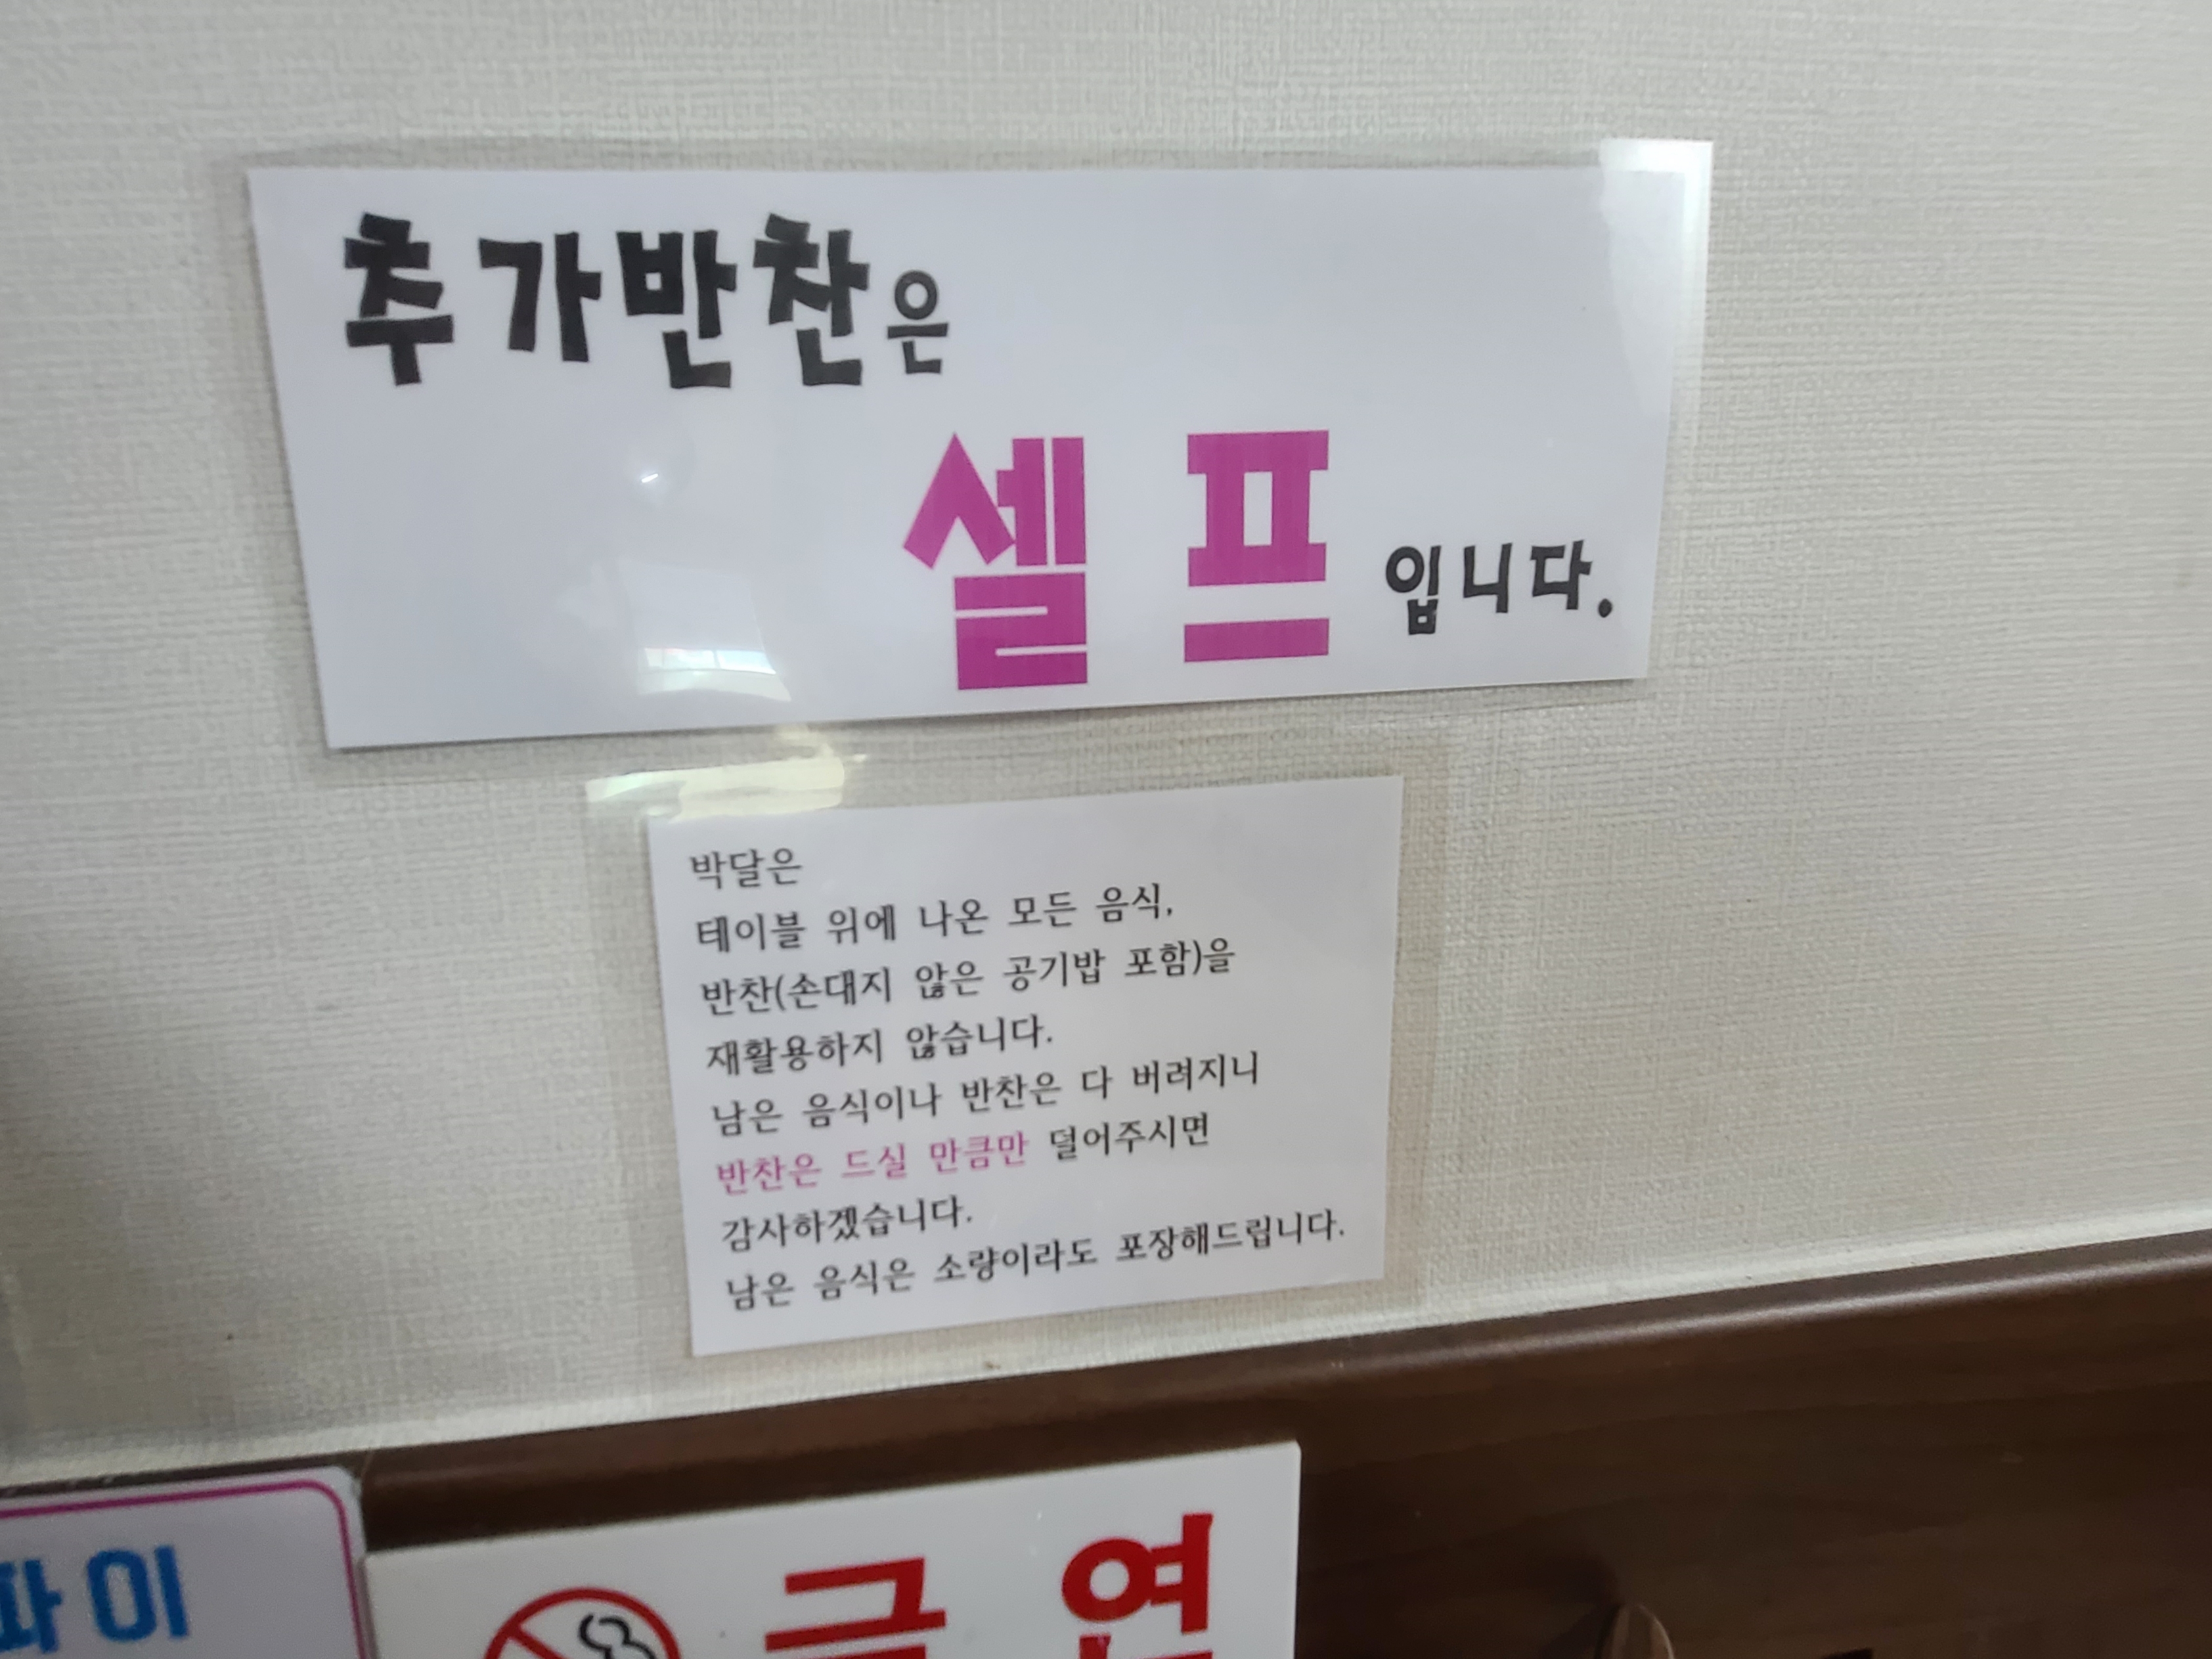 추가반찬은
셀프 입니다.
박달은
테이블 위에 나온 모든 음식,
반찬(손대지 않은 공기밥 포함)을
재활용하지 않습니다.
남은 음식이나 반찬은 다 버려지니
반찬은 드실 만큼만 덜어주시면
감사하겠습니다.
남은 음식은 소량이라도 포장해드립니다.
파이
금연